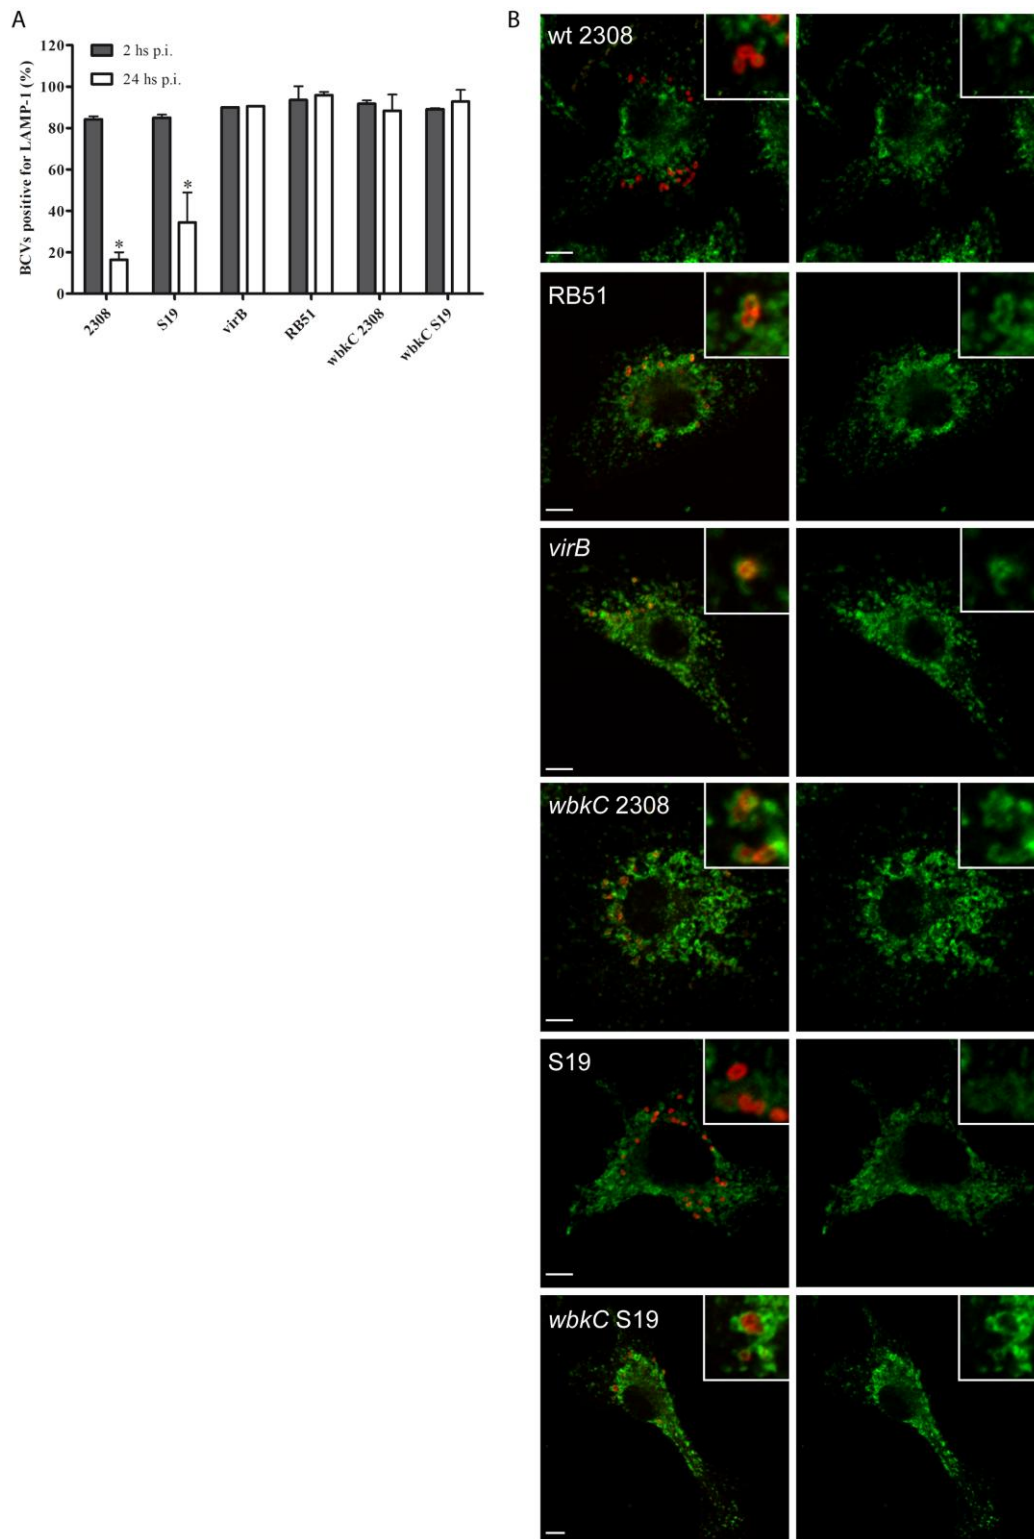 A
B
BCVs positive for LAMP-1 (%)
120
100
80
60
40
20
0
2 hs p.i.
24 hs p.i.
*
*
2308
S19
virB
RB51
wbkC 2308
wbkC S19
wt 2308
RB51
virB
wbkC 2308
S19
wbkC S19